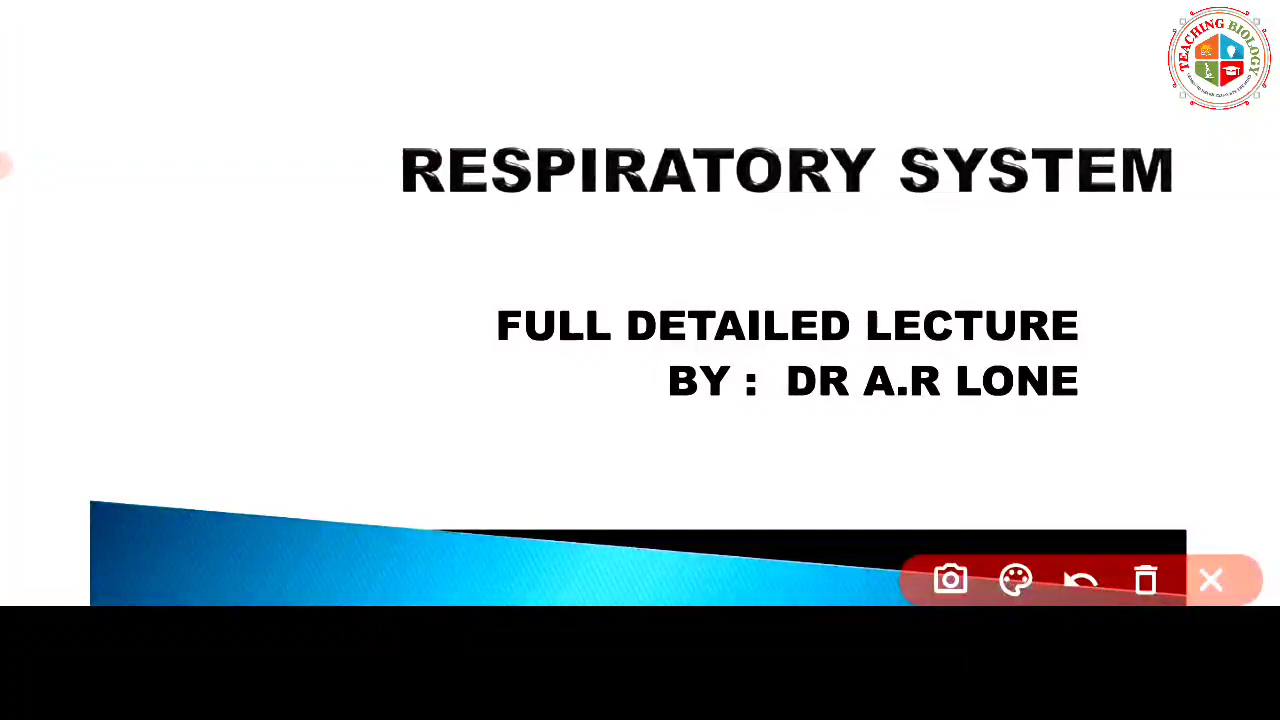 TEACHING BIOLOGY
RESPIRATORY SYSTEM
FULL DETAILED LECTURE
BY : DR A.R LONE